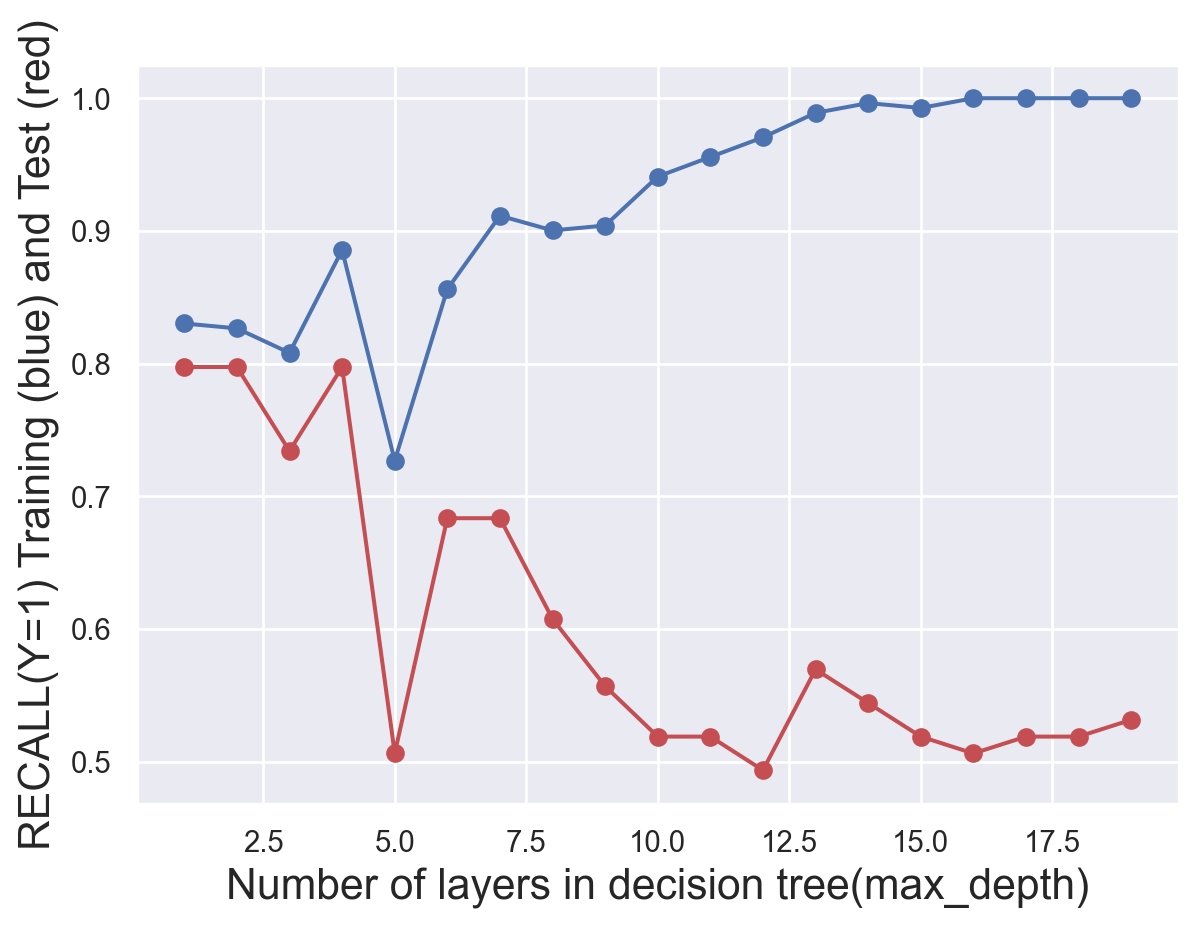 RECALL(Y=1) Training (blue) and Test (red)
1.0
0.9
0.8
0.7
0.6
0.5
2.5 5.0 7.5 10.0 12.5 15.0 17.5
Number of layers in decision tree(max_depth)